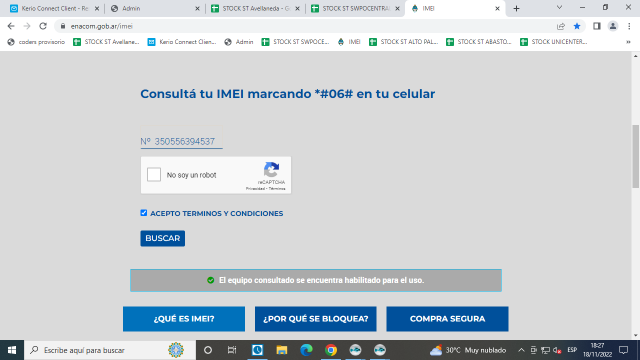 Kerio Connect Client - Re
Admin
STOCK ST Avellaneda - G
STOCK ST SWPOCENTRAL
IMEI
enacom.gob.ar/imei
coders provisorio
STOCK ST Avellane...
Kerio Connect Clien...
Admin
STOCK ST SWPOCE...
IMEI
STOCK ST ALTO PAL...
STOCK ST ABASTO...
STOCK UNICENTER...
Consultá tu IMEI marcando *#06# en tu celular
Nº 350556394537
No soy un robot
reCAPTCHA
Privacidad - Términos
ACEPTO TERMINOS Y CONDICIONES
BUSCAR
El equipo consultado se encuentra habilitado para el uso.
¿QUÉ ES IMEI?
¿POR QUÉ SE BLOQUEA?
COMPRA SEGURA
Escribe aquí para buscar
30°C Muy nublado
ESP
18:27
18/11/2022